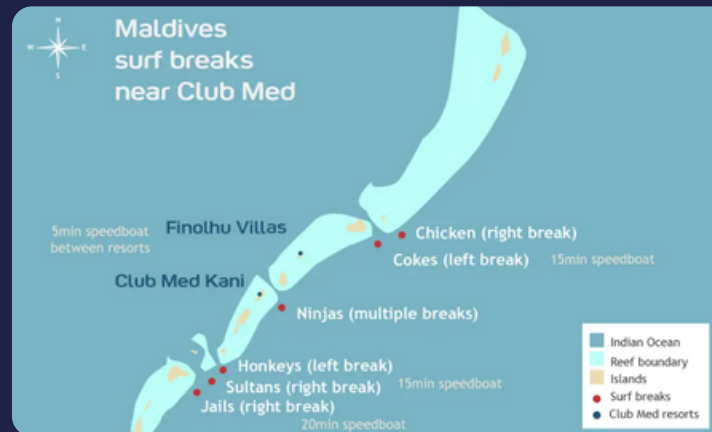 Maldives
surf breaks
near Club Med
N
W
E
S
5min speedboat
between resorts
Finolhu Villas
Club Med Kani
Chicken (right break)
Cokes (left break) 15min speedboat
Ninjas (multiple breaks)
Honkeys (left break)
Sultans (right break) 15min speedboat
Jails (right break)
20min speedboat
Indian Ocean
Reef boundary
Islands
Surf breaks
Club Med resorts